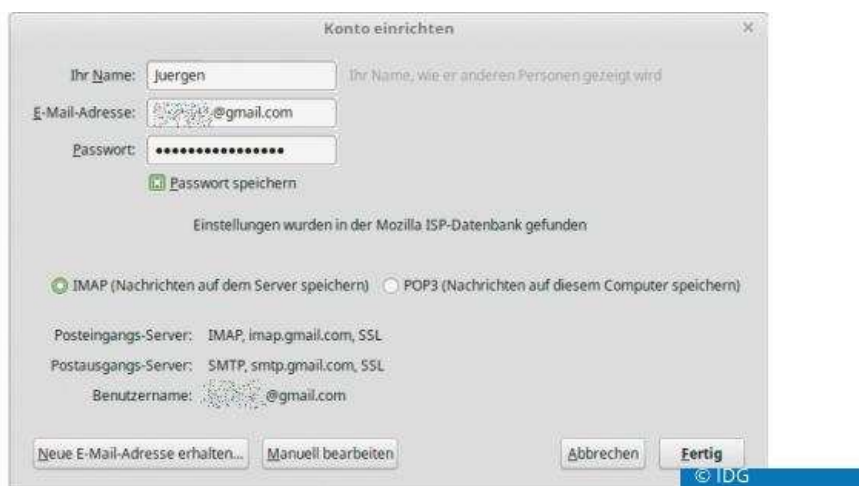 Konto einrichten
Ihr Name: Juergen Ihr Name, wie er anderen Personen gezeigt wird
E-Mail-Adresse: @gmail.com
Passwort: ••••••••••••••••
Passwort speichern
Einstellungen wurden in der Mozilla ISP-Datenbank gefunden
IMAP (Nachrichten auf dem Server speichern) POP3 (Nachrichten auf diesem Computer speichern)
Posteingangs-Server: IMAP, imap.gmail.com, SSL
Postausgangs-Server: SMTP, smtp.gmail.com, SSL
Benutzername: @gmail.com
Neue E-Mail-Adresse erhalten... Manuell bearbeiten Abbrechen Fertig
© IDG